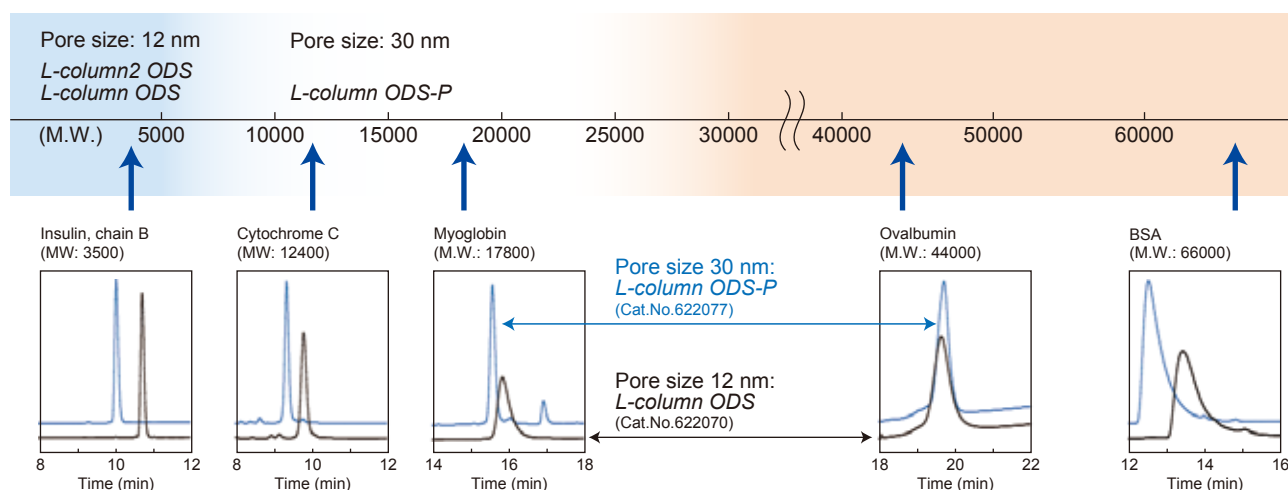 Pore size: 12 nm
L-column2 ODS
L-column ODS
Pore size: 30 nm
L-column ODS-P
(M.W.) 5000 10000 15000 20000 25000 30000 40000 50000 60000
Insulin, chain B
(MW: 3500)
Cytochrome C
(MW: 12400)
Myoglobin
(M.W.: 17800)
Ovalbumin
(M.W.: 44000)
BSA
(M.W.: 66000)
Pore size 30 nm:
L-column ODS-P
(Cat.No.622077)
Pore size 12 nm:
L-column ODS
(Cat.No.622070)
8 10 12
Time (min)
8 10 12
Time (min)
14 16 18
Time (min)
18 20 22
Time (min)
12 14 16
Time (min)